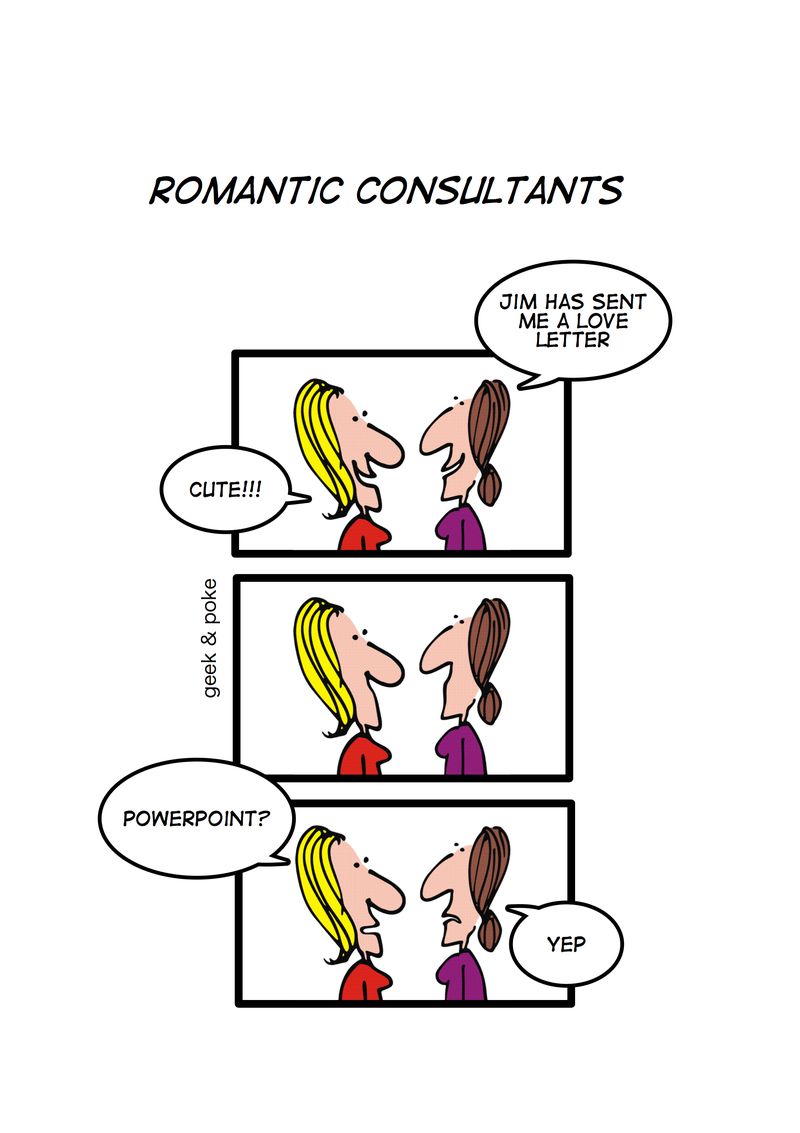 ROMANTIC CONSULTANTS
JIM HAS SENT
ME A LOVE
LETTER
CUTE!!!
geek & poke
POWERPOINT?
YEP